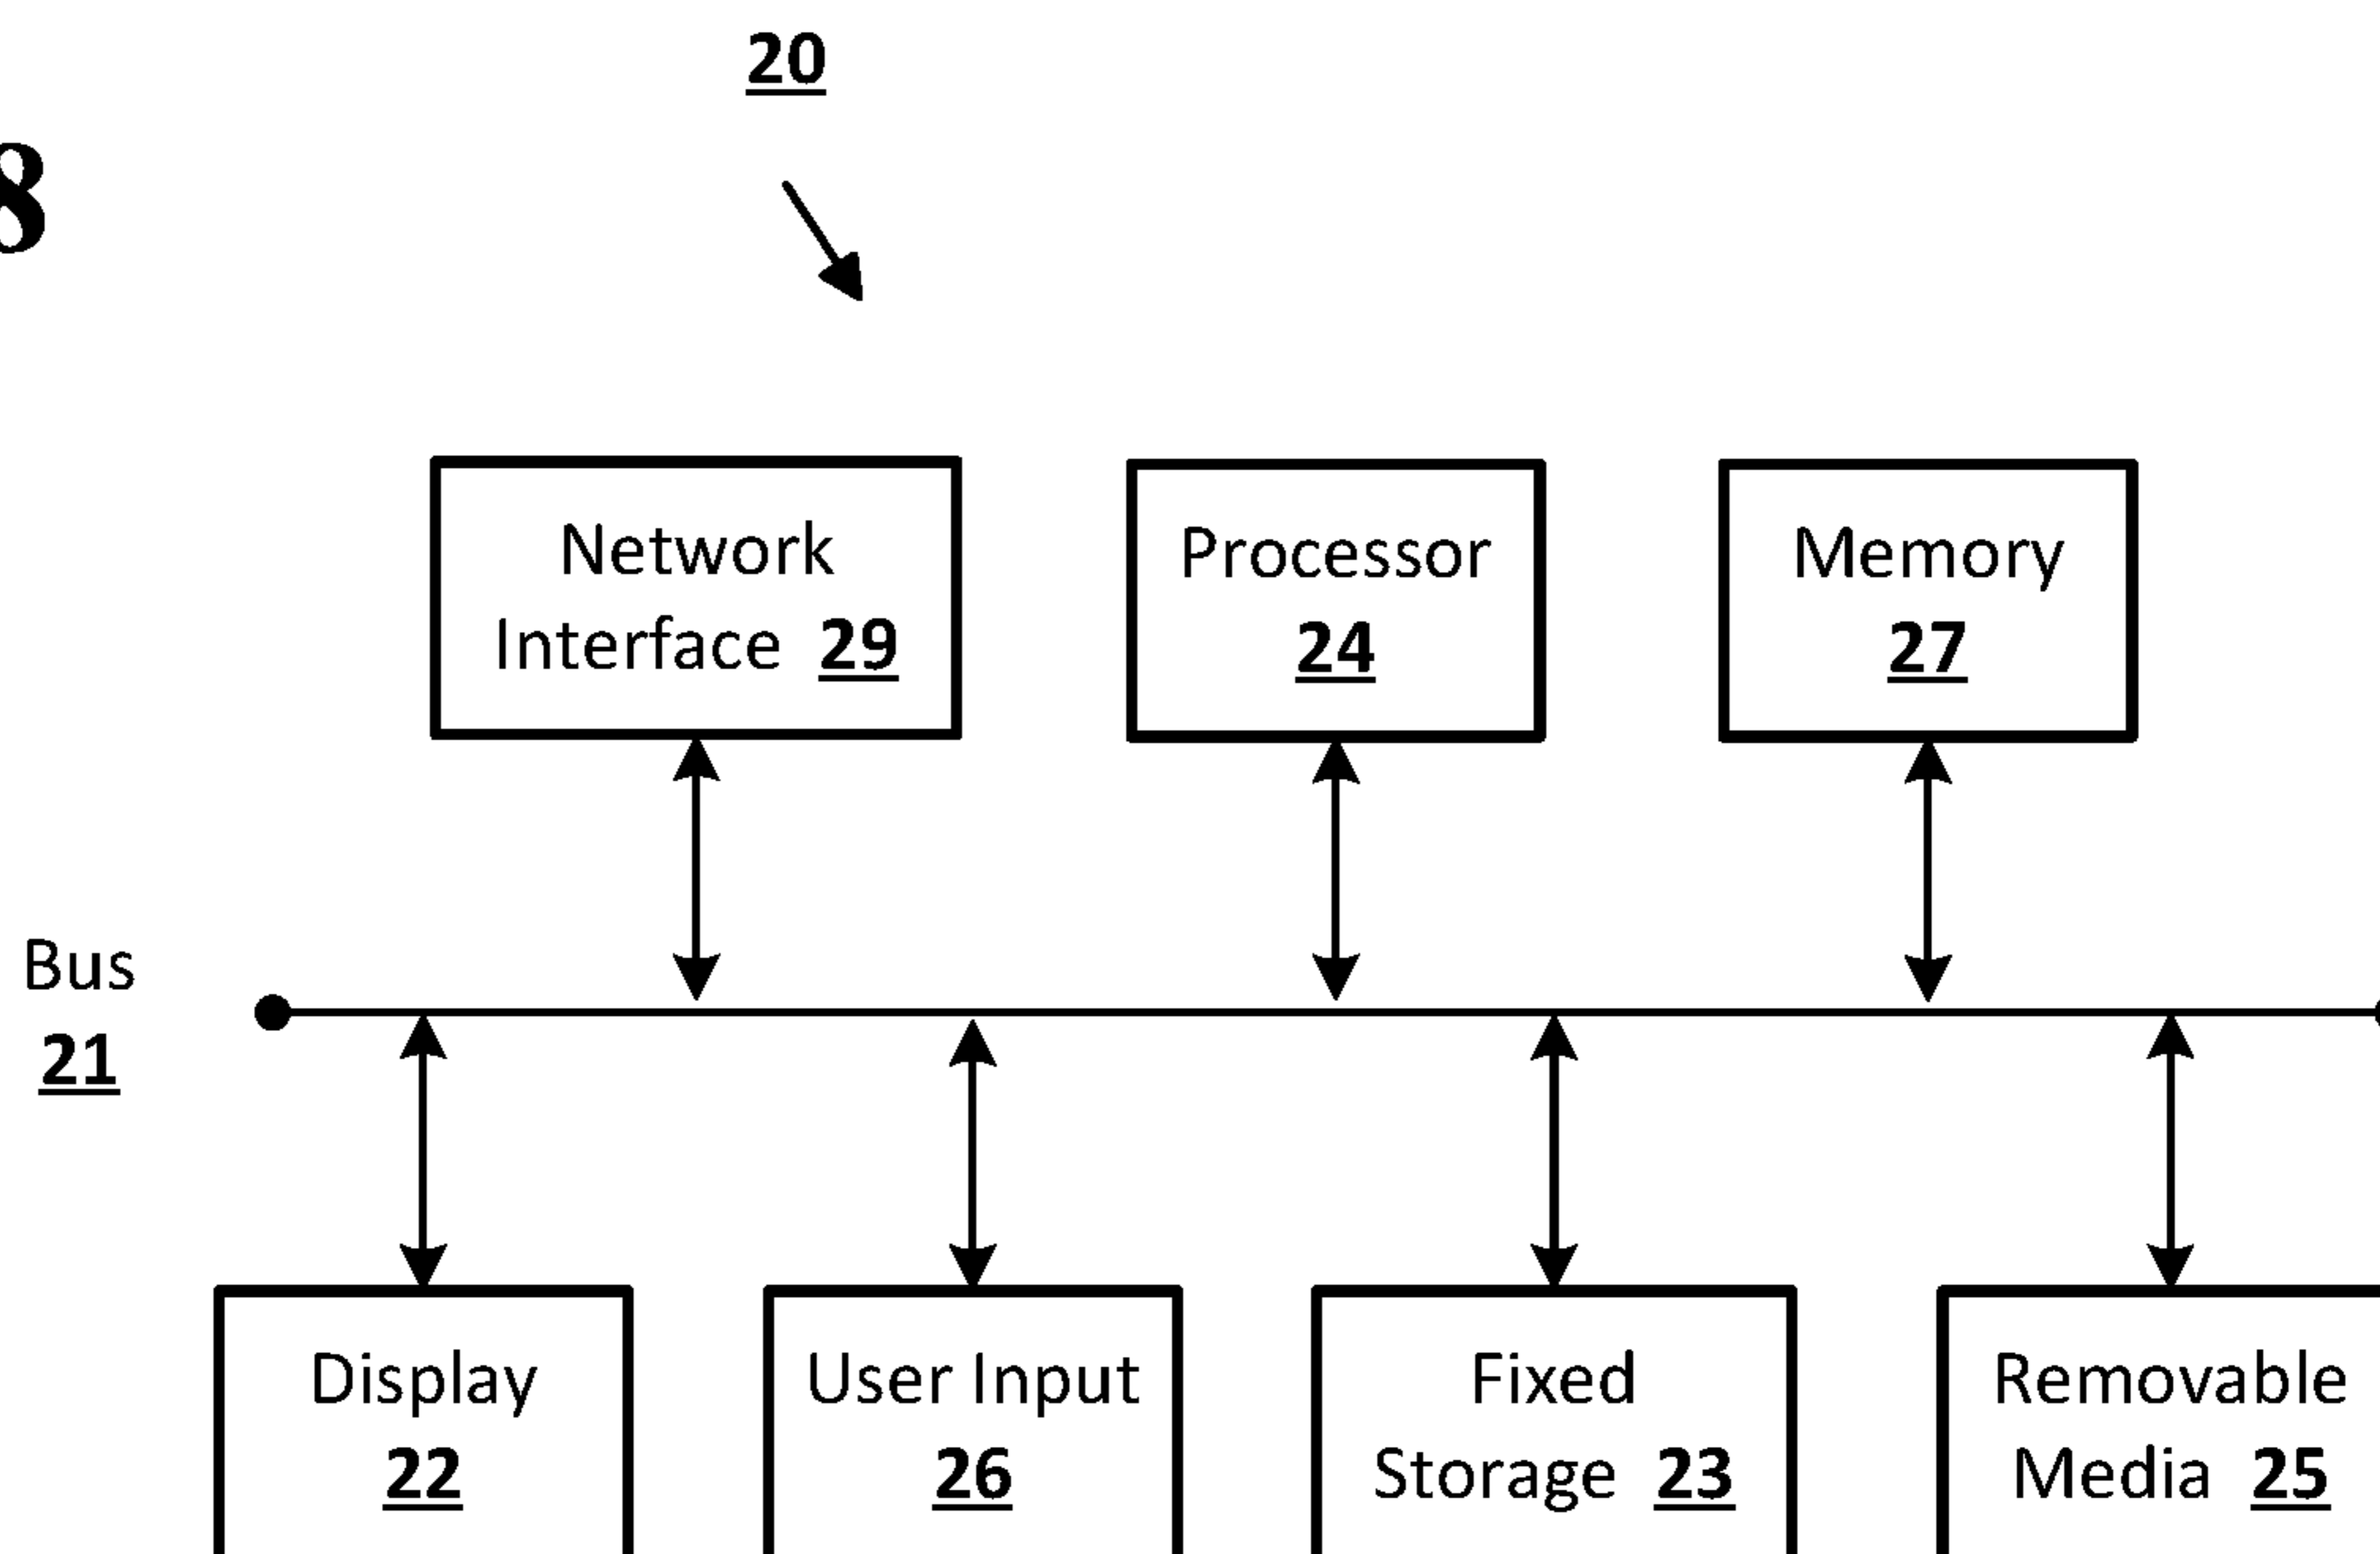 20
8
Network
Interface 29
Processor
24
Memory
27
Bus
21
Display
22
User Input
26
Fixed
Storage 23
Removable
Media 25